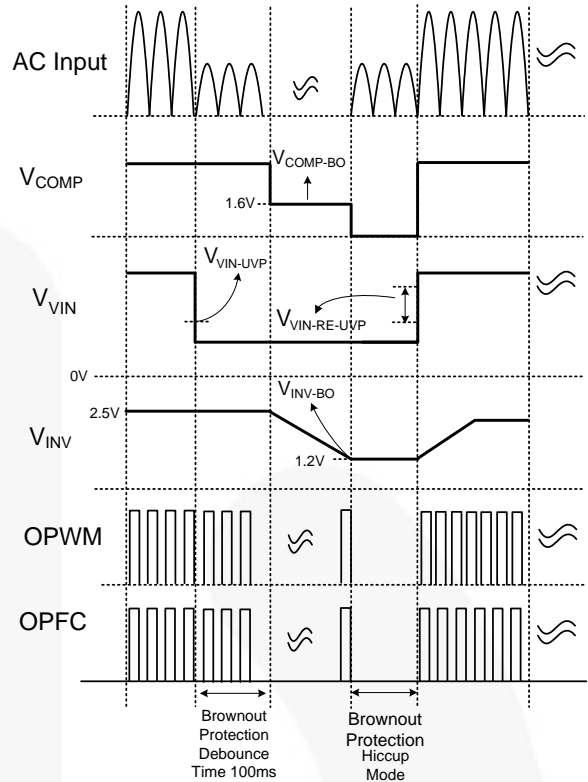 AC Input
VCOMP
VCOMP-BO
1.6V
VVIN-UVP
VVIN
VVIN-RE-UVP
0V
VINV-BO
2.5V
VINV
1.2V
OPWM
OPFC
Brownout
Protection
Debounce
Time 100ms
Brownout
Protection
Hiccup
Mode